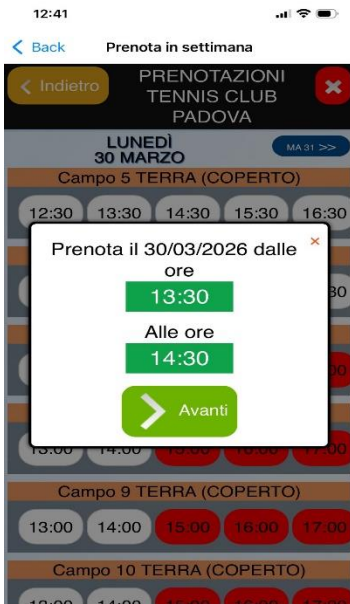 12:41
Back Prenota in settimana
Indietro
PRENOTAZIONI
TENNIS CLUB
PADOVA
LUNEDÌ
30 MARZO
MA 31 >>
Campo 5 TERRA (COPERTO)
12:30 13:30 14:30 15:30 16:30
Prenota il 30/03/2026 dalle
ore
13:30
Alle ore
14:30
Avanti
Campo 9 TERRA (COPERTO)
13:00 14:00 15:00 16:00 17:00
Campo 10 TERRA (COPERTO)